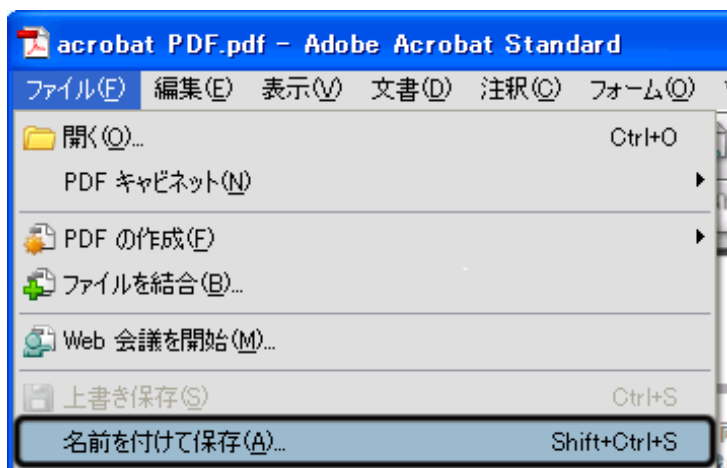 acrobat PDF.pdf - Adobe Acrobat Standard
ファイル(F) 編集(E) 表示(V) 文書(D) 注釈(C) フォーム(O)
開く(O)... Ctrl+O
PDF キャビネット(N)
PDF の作成(F)
ファイルを結合(B)...
Web 会議を開始(M)...
上書き保存(S) Ctrl+S
名前を付けて保存(A)... Shift+Ctrl+S